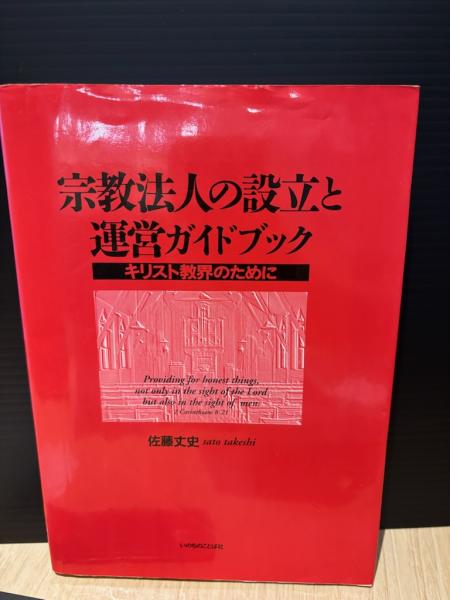 宗教法人の設立と
運営ガイドブック
キリスト教界のために
Providing for honest things,
not only in the sight of the Lord,
but also in the sight of men.
2 Corinthians 8:21
佐藤丈史 sato takeshi
いのちのことば社